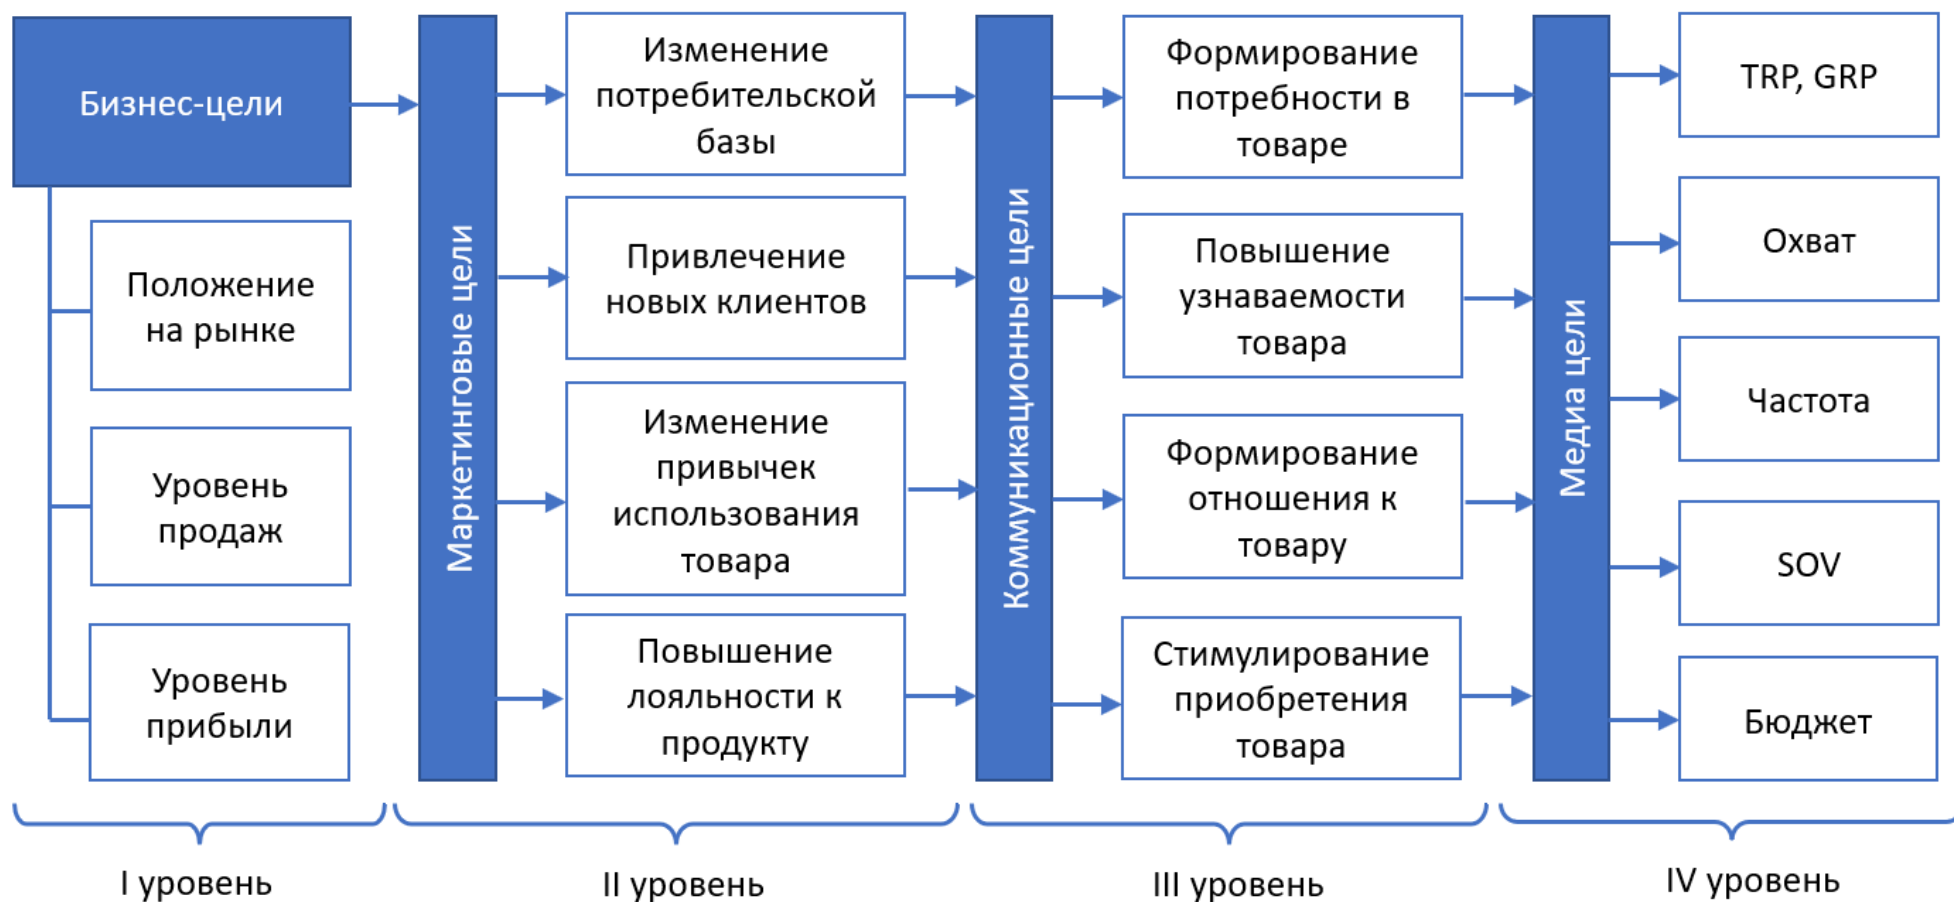 Бизнес-цели
Положение
на рынке
Уровень
продаж
Уровень
прибыли
Маркетинговые цели
Изменение
потребительской
базы
Привлечение
новых клиентов
Изменение
привычек
использования
товара
Повышение
лояльности к
продукту
Коммуникационные цели
Формирование
потребности в
товаре
Повышение
узнаваемости
товара
Формирование
отношения к
товару
Стимулирование
приобретения
товара
Медиа цели
TRP, GRP
Охват
Частота
SOV
Бюджет
I уровень
II уровень
III уровень
IV уровень